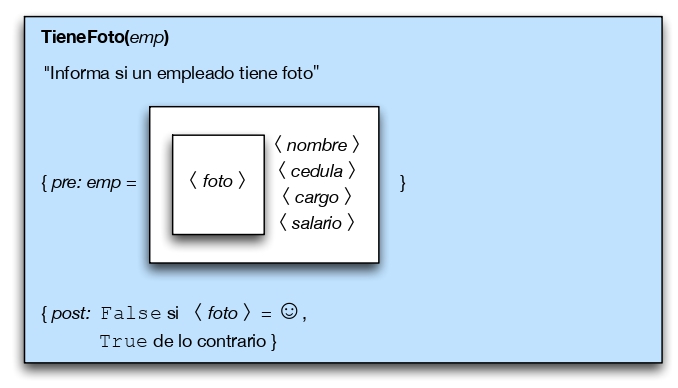 TieneFoto(emp)
"Informa si un empleado tiene foto"
〈 nombre 〉
〈 cedula 〉
{ pre: emp = 〈 foto 〉 }
〈 cargo 〉
〈 salario 〉
{ post: False si 〈 foto 〉 = ☺ ,
True de lo contrario }